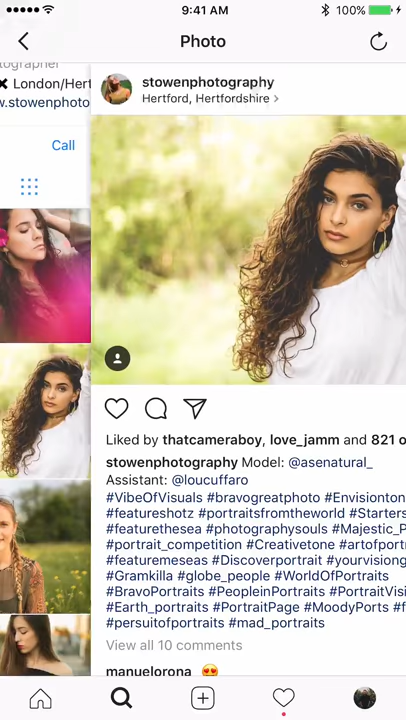 9:41 AM
100%
Photo
London/Hert
w.stowenphoto
Call
stowenphotography
Hertford, Hertfordshire >
Liked by thatcameraboy, love_jamm and 821 o
stowenphotography Model: @asenatural_
Assistant: @loucuffaro
#VibeOfVisuals #bravogreatphoto #Envisionton
#featureshotz #portraitsfromtheworld #Starters
#featurethesea #photographysouls #Majestic_P
#portrait_competition #Creativetone #artofportr
#featuremeseas #Discoverportrait #yourvisiong
#Gramkilla #globe_people #WorldOfPortraits
#BravoPortraits #PeopleinPortraits #PortraitVisi
#Earth_portraits #PortraitPage #MoodyPorts #f
#persuitofportraits #mad_portraits
View all 10 comments
manuelorona 😍